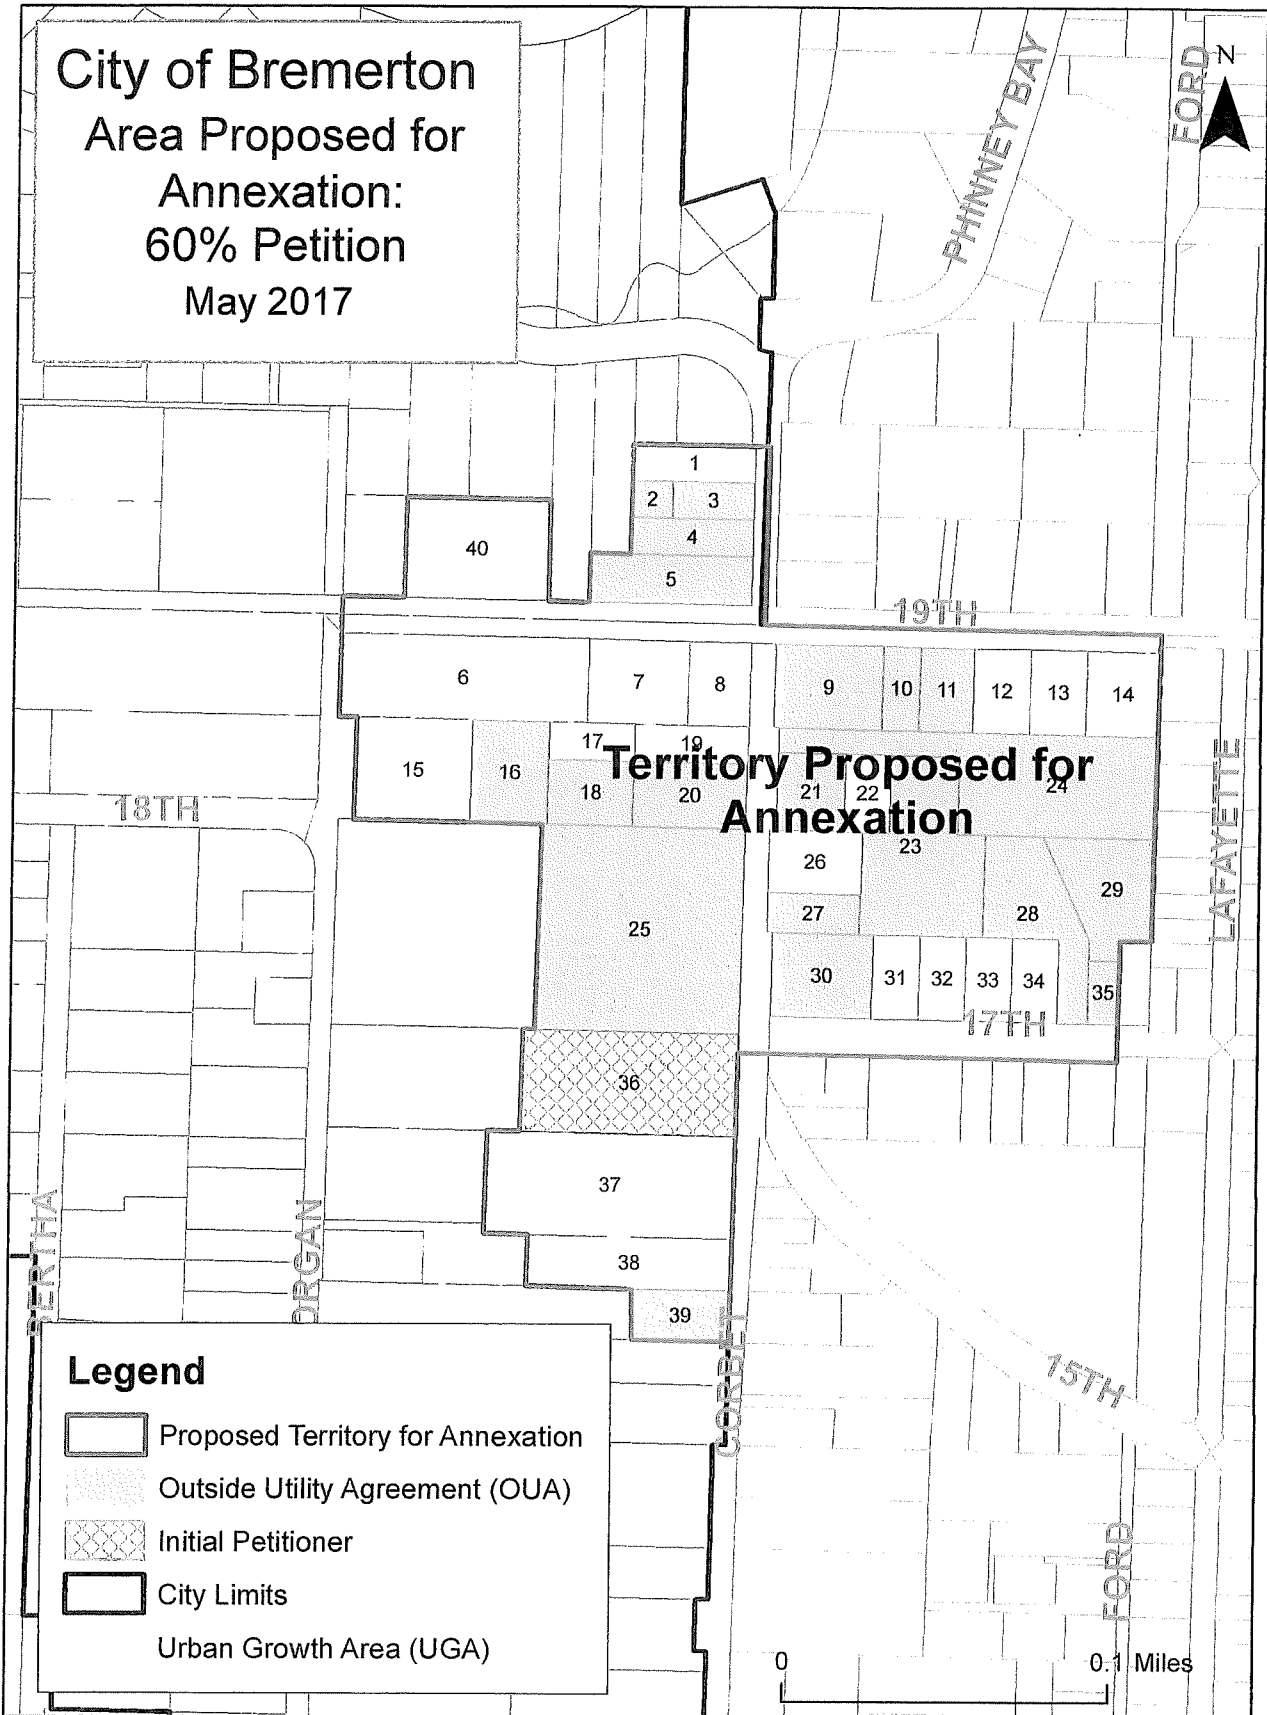 City of Bremerton
Area Proposed for
Annexation:
60% Petition
May 2017
N
FORD
PHINNEY BAY
1
2 3
4
40
5
19TH
6 7 8 9 10 11 12 13 14
17 19
Territory Proposed for
15 16 18 20 21 22 24
Annexation
18TH
LAFAYETTE
23
26
29
27 28
25
30 31 32 33 34 35
17TH
36
37
38
39
BERTHA
ORGAN
CORBET
15TH
FORD
Legend
Proposed Territory for Annexation
Outside Utility Agreement (OUA)
Initial Petitioner
City Limits
Urban Growth Area (UGA)
0 0.1 Miles